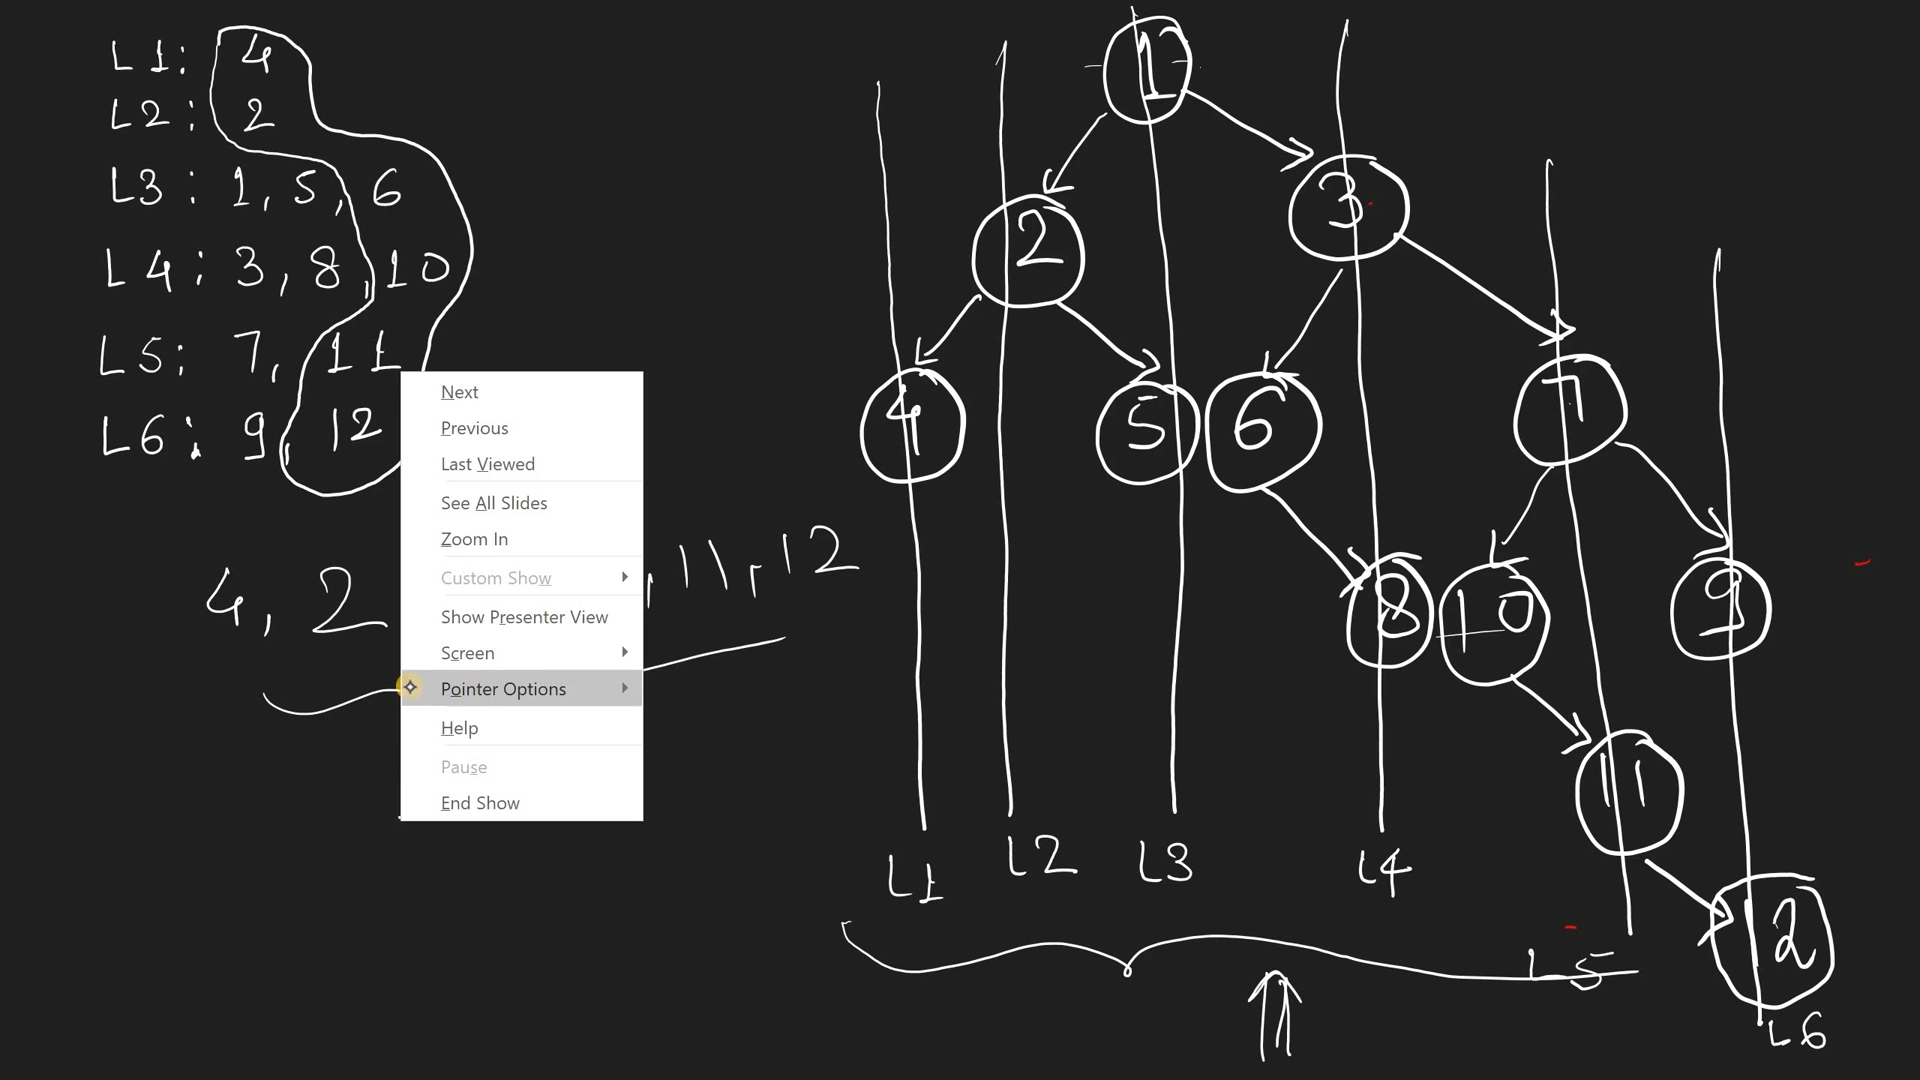 L1: 4
L2: 2
L3: 1, 5, 6
L4: 3, 8, 10
L5: 7, 11
L6: 9, 12
4, 2
, 11, 12
Next
Previous
Last Viewed
See All Slides
Zoom In
Custom Show
Show Presenter View
Screen
Pointer Options
Help
Pause
End Show
1
2
3
4
5
6
7
8
10
9
11
12
L1
L2
L3
L4
L5
L6